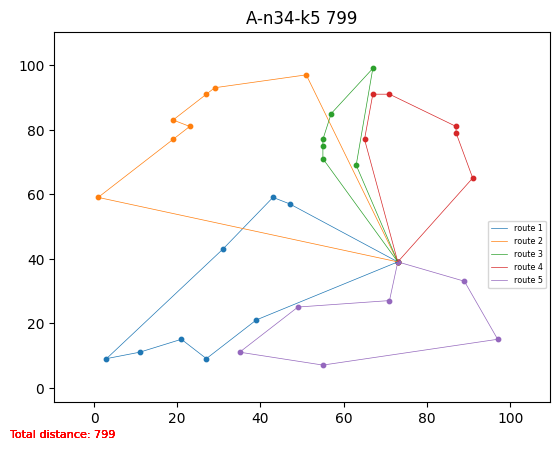 A-n34-k5 799
100
80
60
40
20
0
0 20 40 60 80 100
route 1
route 2
route 3
route 4
route 5
Total distance: 799